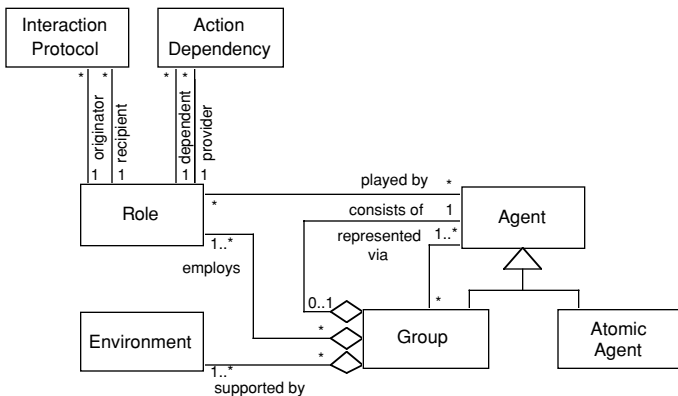 Interaction
Protocol
Action
Dependency
* * * *
originator
recipient
dependent
provider
1 1 1 1
played by *
Role
*
Agent
consists of 1
represented 1..*
via
1..*
employs
0..1
*
*
Group
Atomic
Agent
Environment
*
1..*
supported by